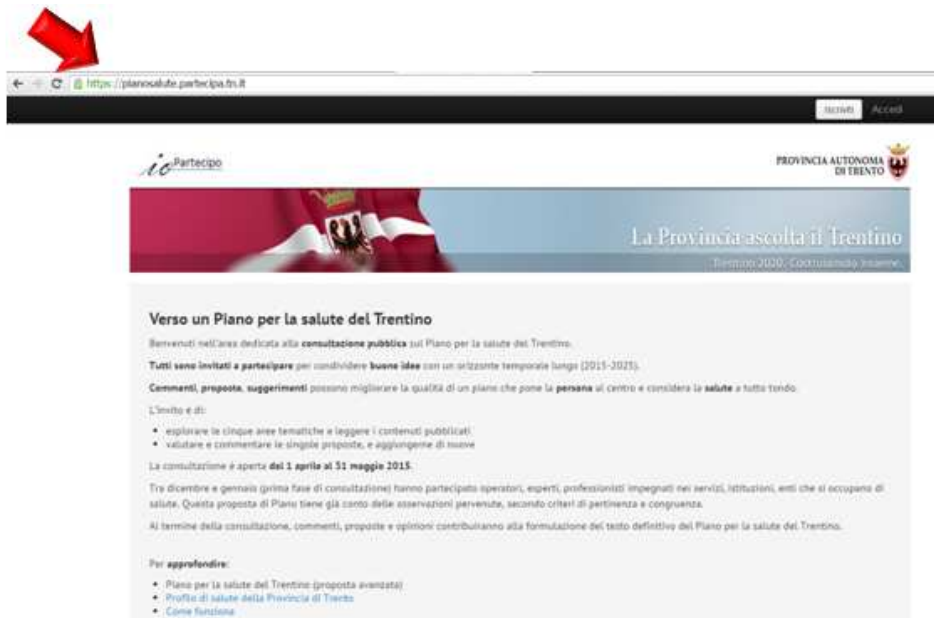 https://pianosalute.partecipa.tn.it
Iscriviti Accedi
io Partecipo
PROVINCIA AUTONOMA
DI TRENTO
La Provincia ascolta il Trentino
Trentino 2020. Costruiamolo insieme.
Verso un Piano per la salute del Trentino
Benvenuti nell'area dedicata alla consultazione pubblica sul Piano per la salute del Trentino.
Tutti sono invitati a partecipare per condividere buone idee con un orizzonte temporale lungo (2015-2025).
Commenti, proposte, suggerimenti possono migliorare la qualità di un piano che pone la persona al centro e considera la salute a tutto tondo.
L'invito è di:
• esplorare le cinque aree tematiche e leggere i contenuti pubblicati
• valutare e commentare le singole proposte, e aggiungerne di nuove
La consultazione è aperta del 1 aprile al 31 maggio 2015.
Tra dicembre e gennaio (prima fase di consultazione) hanno partecipato operatori, esperti, professionisti impegnati nei servizi, istituzioni, enti che si occupano di
salute. Questa proposta di Piano tiene già conto delle osservazioni pervenute, secondo criteri di pertinenza e congruenza.
Al termine della consultazione, commenti, proposte e opinioni contribuiranno alla formulazione del testo definitivo del Piano per la salute del Trentino.
Per approfondire:
• Piano per la salute del Trentino (proposta avanzata)
• Profilo di salute della Provincia di Trento
• Come funziona